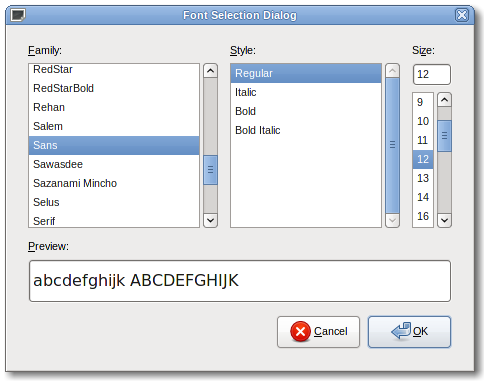 Font Selection Dialog
Family:
RedStar
RedStarBold
Rehan
Salem
Sans
Sawasdee
Sazanami Mincho
Selus
Serif
Style:
Regular
Italic
Bold
Bold Italic
Size:
12
9
10
11
12
13
14
16
Preview:
abcdefghijk ABCDEFGHIJK
Cancel
OK